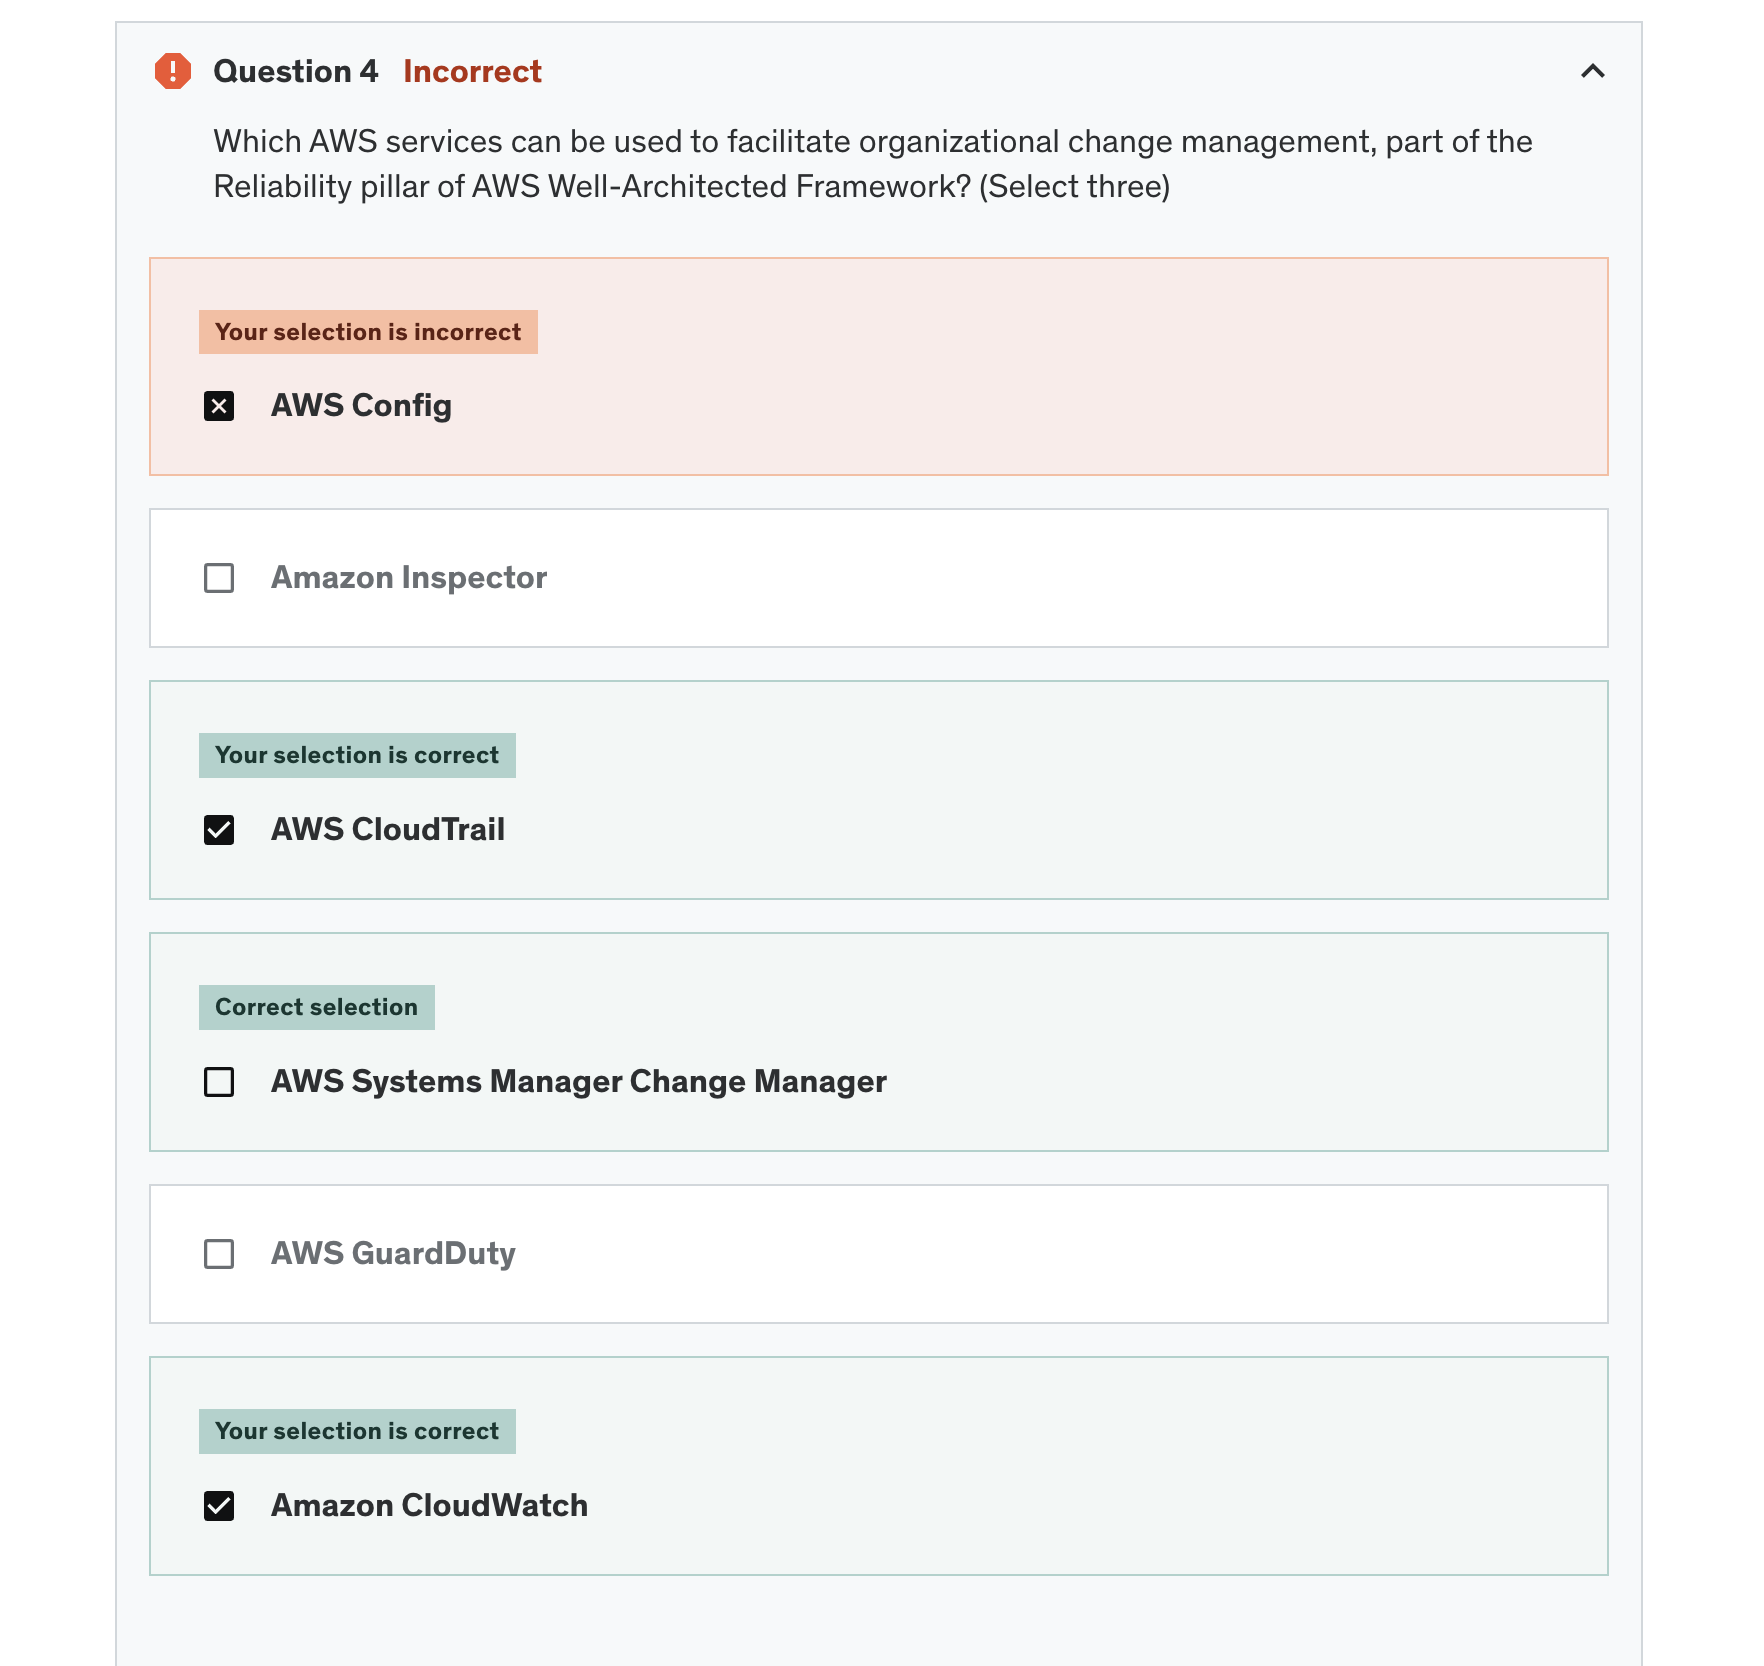 Question 4 Incorrect
Which AWS services can be used to facilitate organizational change management, part of the
Reliability pillar of AWS Well-Architected Framework? (Select three)
Your selection is incorrect
AWS Config
Amazon Inspector
Your selection is correct
AWS CloudTrail
Correct selection
AWS Systems Manager Change Manager
AWS GuardDuty
Your selection is correct
Amazon CloudWatch